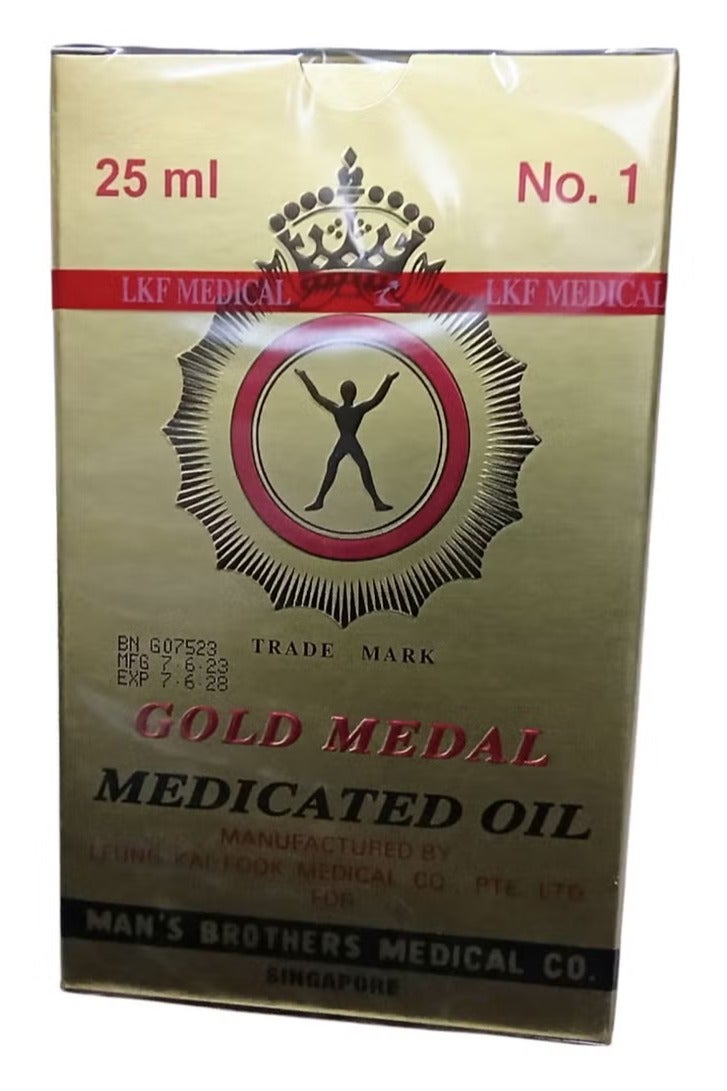 25 ml
No. 1
LKF MEDICAL LKF MEDICAL
BN G07523
MFG 7.6.23
EXP 7.6.28
TRADE MARK
GOLD MEDAL
MEDICATED OIL
MANUFACTURED BY
LEUNG KAI FOOK MEDICAL CO., PTE. LTD.
FOR
MAN'S BROTHERS MEDICAL CO.
SINGAPORE